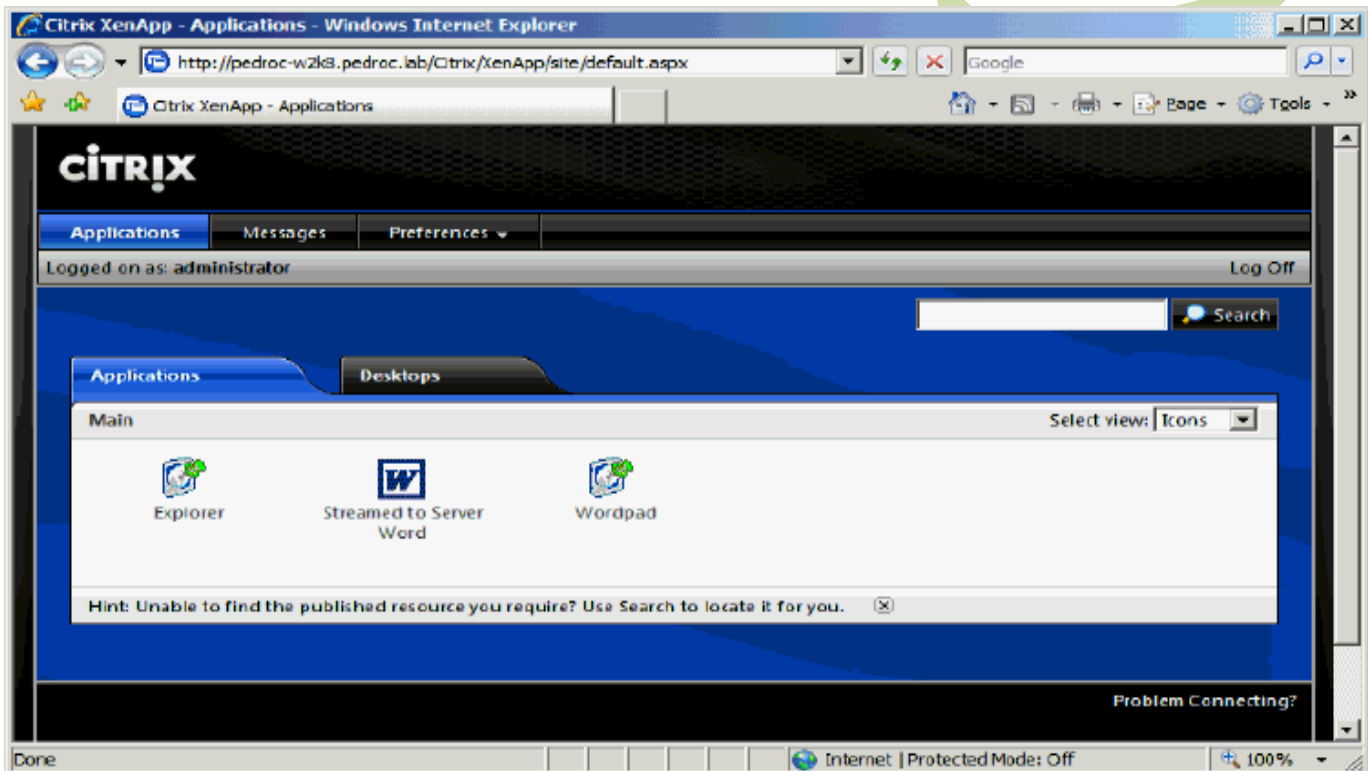 Citrix XenApp - Applications - Windows Internet Explorer
http://pedroc-w2k8.pedroc.lab/Citrix/XenApp/site/default.aspx
Google
Citrix XenApp - Applications
Page
Tools
CITRIX
Applications Messages Preferences
Logged on as: administrator Log Off
Search
Applications Desktops
Main Select view: Icons
Explorer
Streamed to Server
Word
Wordpad
Hint: Unable to find the published resource you require? Use Search to locate it for you.
Problem Connecting?
Done Internet | Protected Mode: Off 100%